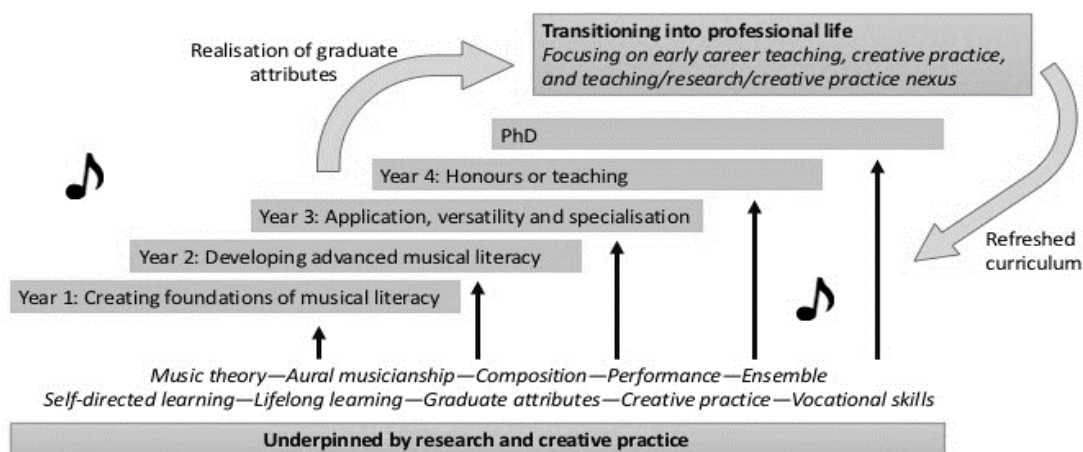 Realisation of graduate
attributes
Transitioning into professional life
Focusing on early career teaching, creative practice,
and teaching/research/creative practice nexus
PhD
Year 4: Honours or teaching
Year 3: Application, versatility and specialisation
Year 2: Developing advanced musical literacy
Year 1: Creating foundations of musical literacy
Refreshed
curriculum
Music theory—Aural musicianship—Composition—Performance—Ensemble
Self-directed learning—Lifelong learning—Graduate attributes—Creative practice—Vocational skills
Underpinned by research and creative practice